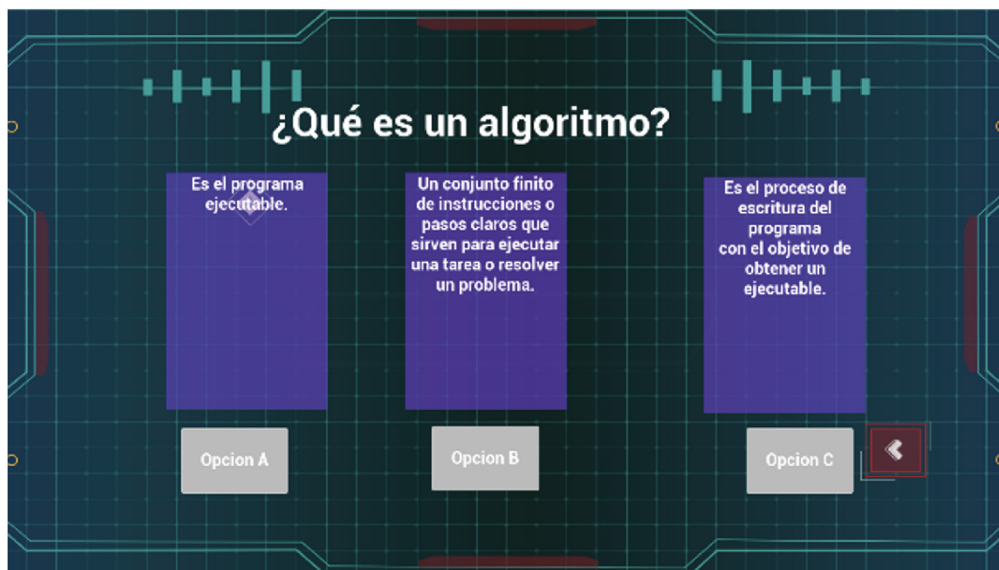 ¿Qué es un algoritmo?
Es el programa
ejecutable.
Un conjunto finito
de instrucciones o
pasos claros que
sirven para ejecutar
una tarea o resolver
un problema.
Es el proceso de
escritura del
programa
con el objetivo de
obtener un
ejecutable.
Opcion A
Opcion B
Opcion C